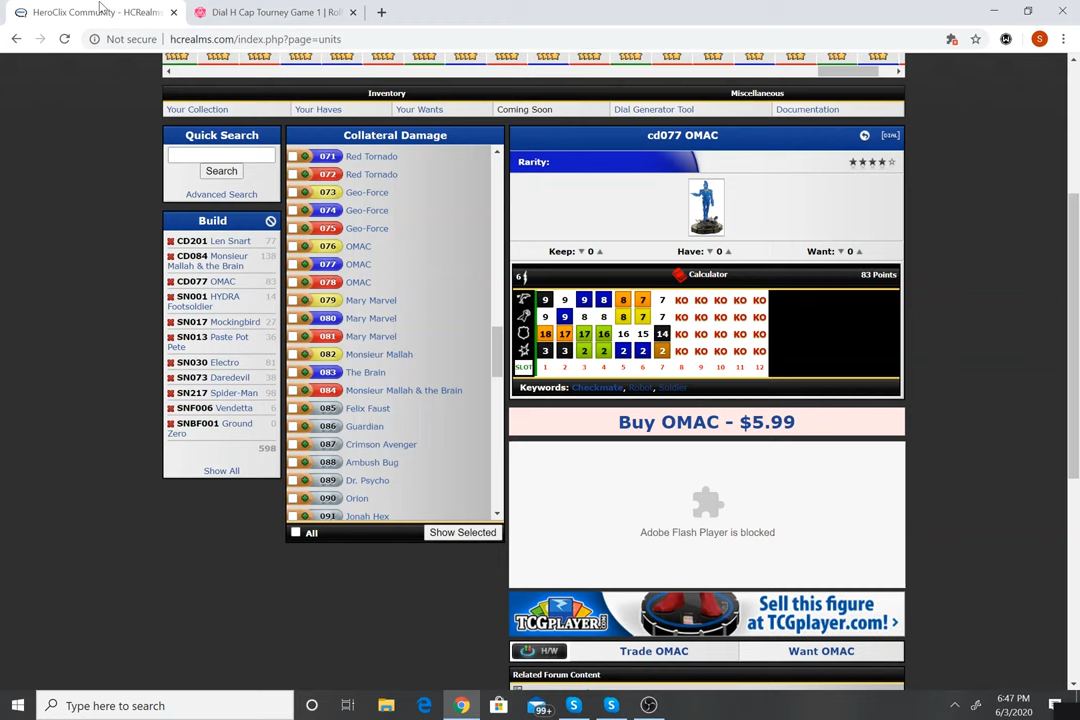 HeroClix Community - HCRealms
Dial H Cap Tourney Game 1 | Rol
Not secure
hcrealms.com/index.php?page=units
S
Inventory
Miscellaneous
Your Collection
Your Haves
Your Wants
Coming Soon
Dial Generator Tool
Documentation
Quick Search
Search
Advanced Search
Build
CD201 Len Snart 77
CD084 Monsieur 138
Mallah & the Brain
CD077 OMAC 83
SN001 HYDRA 14
Footsoldier
SN017 Mockingbird 27
SN013 Paste Pot 36
Pete
SN030 Electro 81
SN073 Daredevil 38
SN217 Spider-Man 98
SNF006 Vendetta 6
SNBF001 Ground 0
Zero
598
Show All
Collateral Damage
071 Red Tornado
072 Red Tornado
073 Geo-Force
074 Geo-Force
075 Geo-Force
076 OMAC
077 OMAC
078 OMAC
079 Mary Marvel
080 Mary Marvel
081 Mary Marvel
082 Monsieur Mallah
083 The Brain
084 Monsieur Mallah & the Brain
085 Felix Faust
086 Guardian
087 Crimson Avenger
088 Ambush Bug
089 Dr. Psycho
090 Orion
091 Jonah Hex
All
Show Selected
cd077 OMAC
[DIAL]
Rarity:
Keep: 0
Have: 0
Want: 0
6
Calculator
83 Points
9 9 9 9 8 7 7 KO KO KO KO KO
9 9 8 8 8 7 7 KO KO KO KO KO
18 17 17 16 16 15 14 KO KO KO KO KO
3 3 2 2 2 2 2 KO KO KO KO KO
SLOT 1 2 3 4 5 6 7 8 9 10 11 12
Keywords: Checkmate, Robot, Soldier
Buy OMAC - $5.99
Adobe Flash Player is blocked
TCGPLAYER.COM
Sell this figure
at TCGplayer.com! ›
H/W
Trade OMAC
Want OMAC
Related Forum Content
Type here to search
99+
6:47 PM
6/3/2020